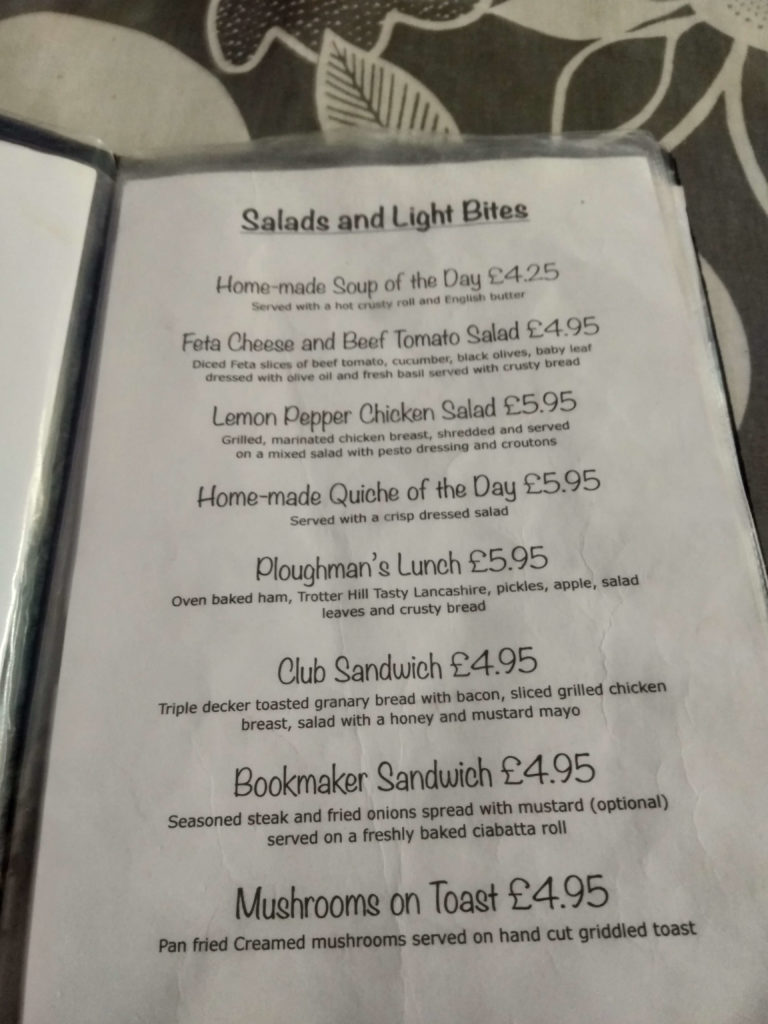 Salads and Light Bites
Home-made Soup of the Day £4.25
Served with a hot crusty roll and English butter
Feta Cheese and Beef Tomato Salad £4.95
Diced Feta slices of beef tomato, cucumber, black olives, baby leaf
dressed with olive oil and fresh basil served with crusty bread
Lemon Pepper Chicken Salad £5.95
Grilled, marinated chicken breast, shredded and served
on a mixed salad with pesto dressing and croutons
Home-made Quiche of the Day £5.95
Served with a crisp dressed salad
Ploughman's Lunch £5.95
Oven baked ham, Trotter Hill Tasty Lancashire, pickles, apple, salad
leaves and crusty bread
Club Sandwich £4.95
Triple decker toasted granary bread with bacon, sliced grilled chicken
breast, salad with a honey and mustard mayo
Bookmaker Sandwich £4.95
Seasoned steak and fried onions spread with mustard (optional)
served on a freshly baked ciabatta roll
Mushrooms on Toast £4.95
Pan fried Creamed mushrooms served on hand cut griddled toast